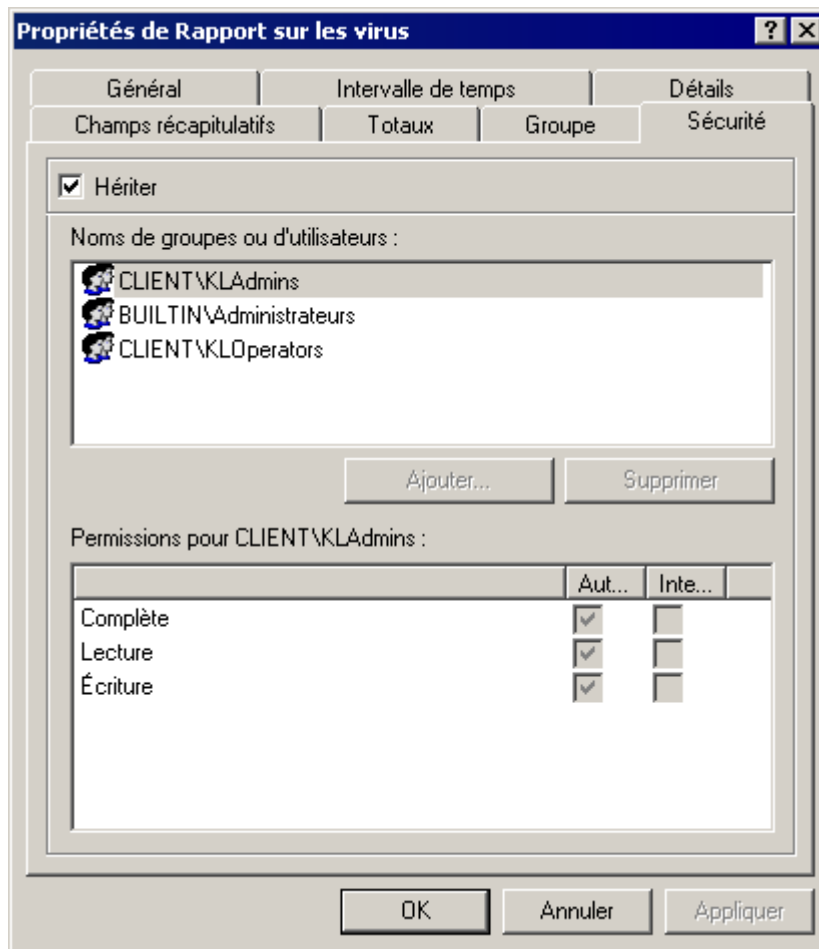 Propriétés de Rapport sur les virus
Général Intervalle de temps Détails
Champs récapitulatifs Totaux Groupe Sécurité
Hériter
Noms de groupes ou d'utilisateurs :
CLIENT\KLAdmins
BUILTIN\Administrateurs
CLIENT\KLOperators
Ajouter... Supprimer
Permissions pour CLIENT\KLAdmins :
Aut... Inte...
Complète
Lecture
Écriture
OK Annuler Appliquer